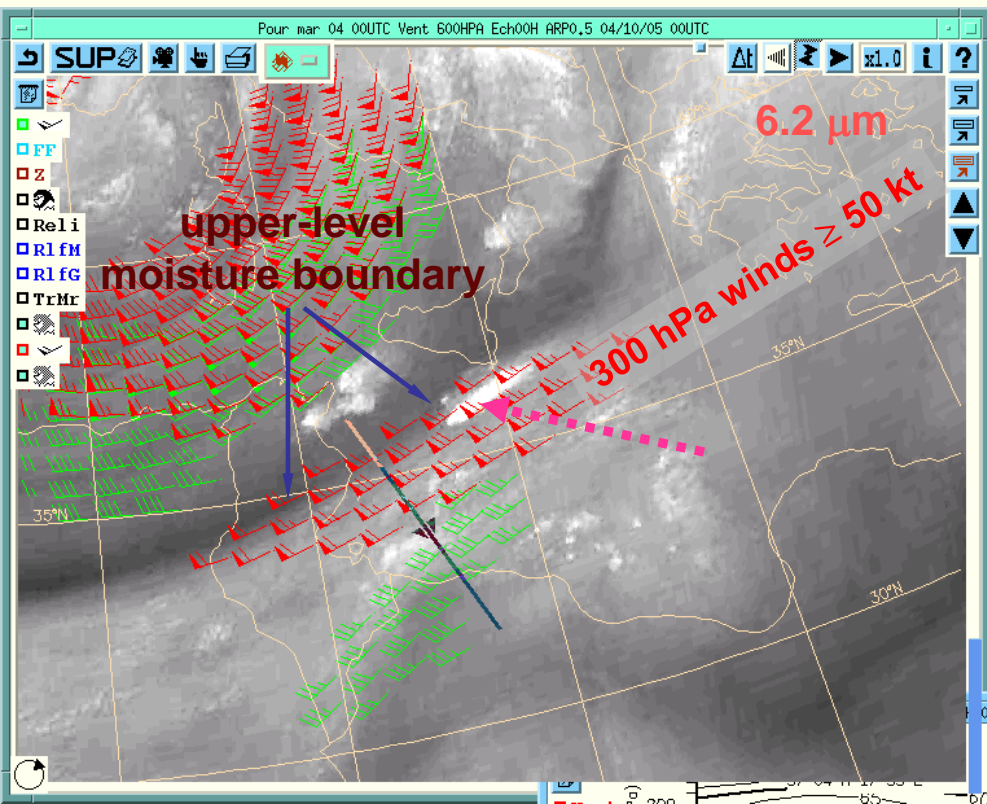 Pour mar 04 00UTC Vent 600HPA Ech00H ARP0.5 04/10/05 00UTC
SUP
Δt
x1.0
i
?
FF
Z
Reli
RlfM
RlfG
TrMr
6.2 μm
upper-level
moisture boundary
300 hPa winds ≥ 50 kt
35°N
35°N
30°N